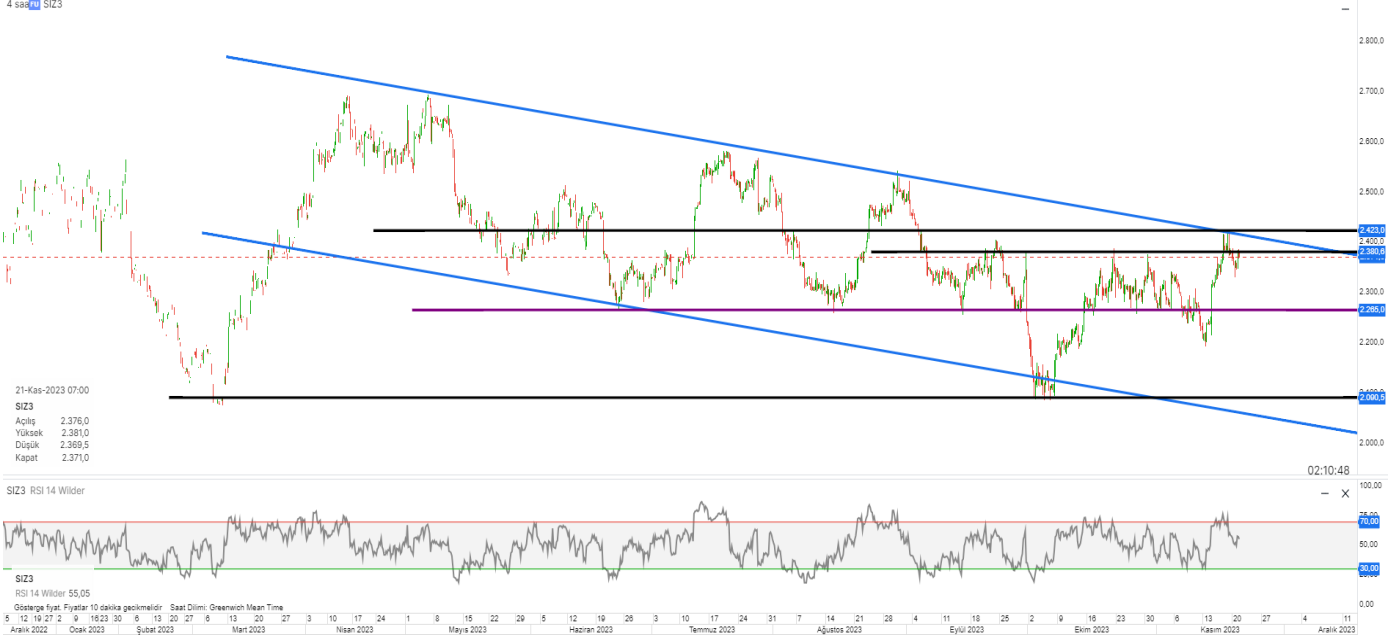 4 saa ru SIZ3
2.800,0
2.700,0
2.600,0
2.500,0
2.423,0
2.400,0
2.380,6
2.300,0
2.265,0
2.200,0
2.090,5
2.000,0
21-Kas-2023 07:00
SIZ3
Açılış 2.376,0
Yüksek 2.381,0
Düşük 2.369,5
Kapat 2.371,0
02:10:48
SIZ3 RSI 14 Wilder
100,00
70,00
50,00
30,00
0,00
SIZ3
RSI 14 Wilder 55,05
Gösterge fiyat. Fiyatlar 10 dakika gecikmelidir Saat Dilimi: Greenwich Mean Time
5 12 19 27 2 9 16 23 30 6 13 20 27 6 13 20 27 3 10 17 24 1 8 15 22 29 5 12 19 26 3 10 17 24 31 7 14 21 28 4 11 18 25 2 9 16 23 30 6 13 20 27 4 11
Aralık 2022 Ocak 2023 Şubat 2023 Mart 2023 Nisan 2023 Mayıs 2023 Haziran 2023 Temmuz 2023 Ağustos 2023 Eylül 2023 Ekim 2023 Kasım 2023 Aralık 2023